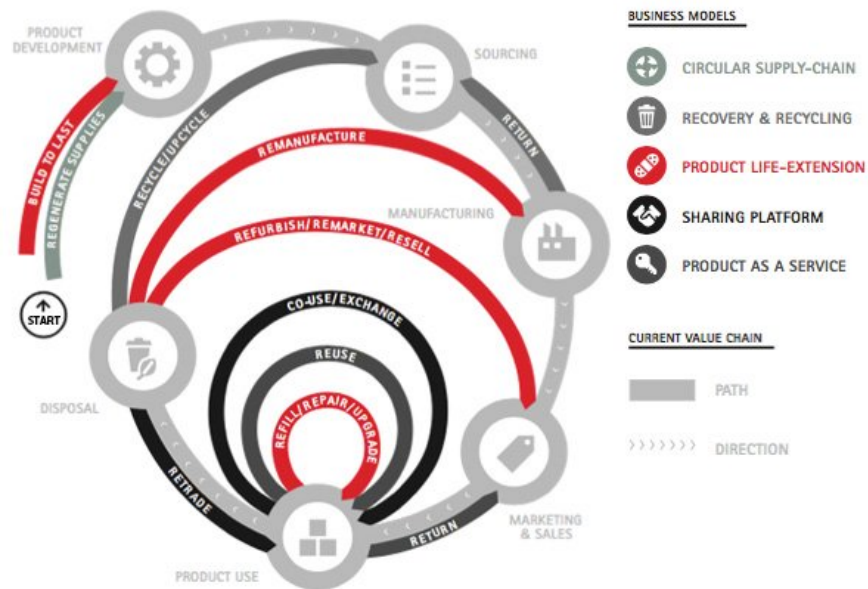 PRODUCT
DEVELOPMENT
SOURCING
BUILD TO LAST
REGENERATE SUPPLIES
START
RECYCLE/UPCYCLE
REMANUFACTURE
REFURBISH/REMARKET/RESELL
RETURN
MANUFACTURING
CO-USE/EXCHANGE
REUSE
REFILL/REPAIR/UPGRADE
DISPOSAL
RETRADE
PRODUCT USE
RETURN
MARKETING
& SALES
BUSINESS MODELS
CIRCULAR SUPPLY-CHAIN
RECOVERY & RECYCLING
PRODUCT LIFE-EXTENSION
SHARING PLATFORM
PRODUCT AS A SERVICE
CURRENT VALUE CHAIN
PATH
DIRECTION